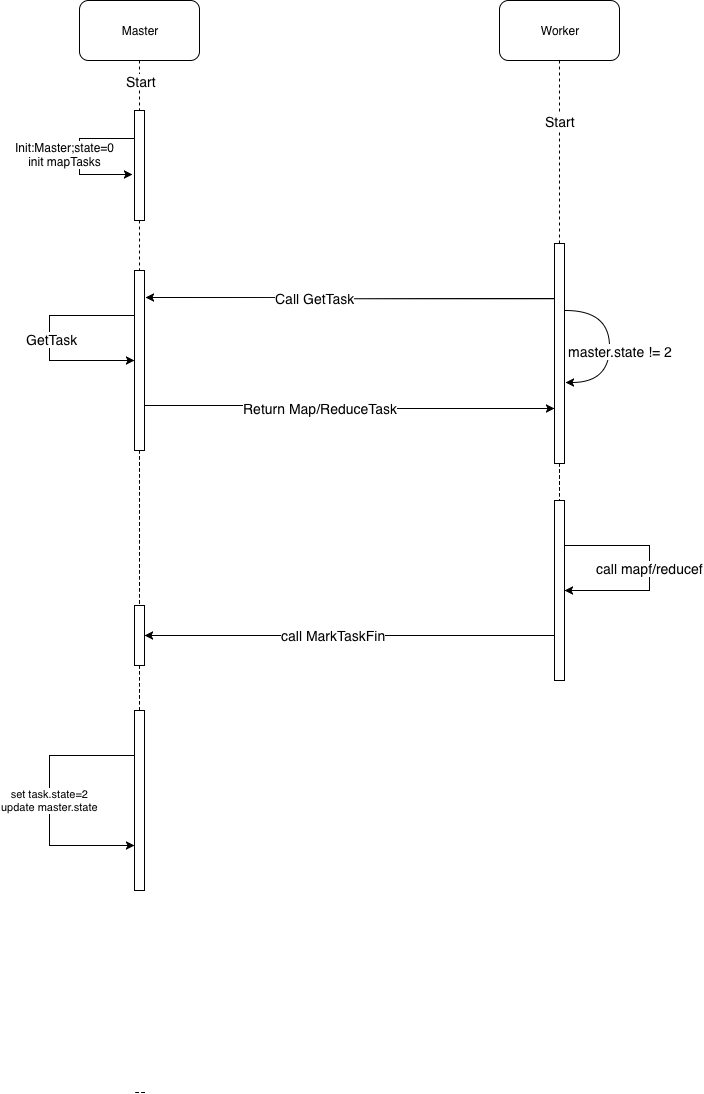 Master
Worker
Start
Start
Init:Master;state=0
init mapTasks
Call GetTask
GetTask
master.state != 2
Return Map/ReduceTask
call mapf/reducef
call MarkTaskFin
set task.state=2
update master.state